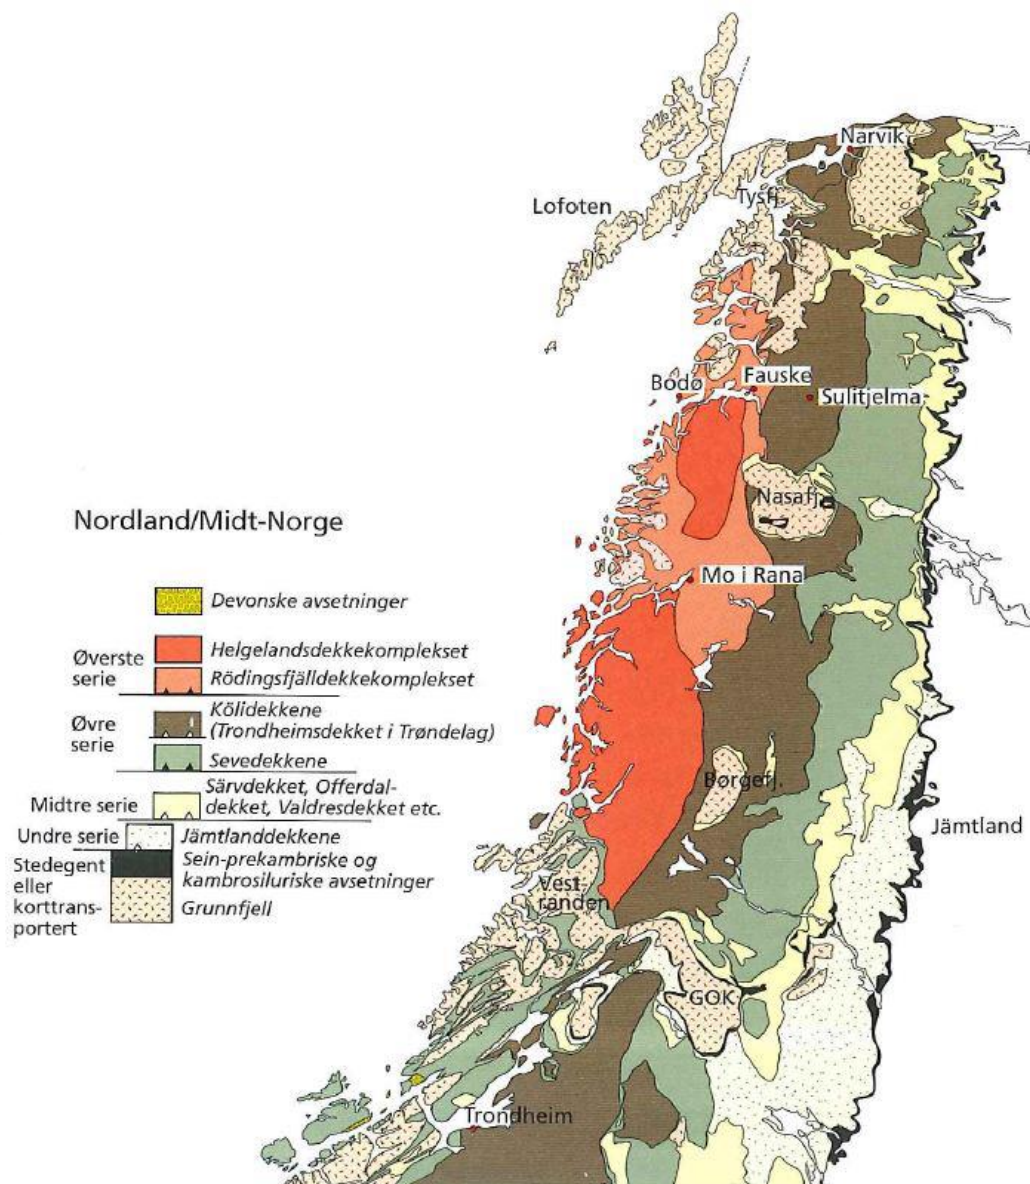 Narvik
Lofoten
Tysfj.
Bodø
Fauske
Sulitjelma
Nasafj.
Nordland/Midt-Norge
Mo i Rana
Devonske avsetninger
Øverste
serie
Helgelandsdekkekomplekset
Rödingsfjälldekkekomplekset
Øvre
serie
Kölidekkene
(Trondheimsdekket i Trøndelag)
Sevedekkene
Midtre serie
Särvdekket, Offerdal-
dekket, Valdresdekket etc.
Undre serie
Jämtlanddekkene
Stedegent
eller
korttrans-
portert
Sein-prekambriske og
kambrosiluriske avsetninger
Grunnfjell
Børgefj.
Jämtland
Vest-
randen
GOK
Trondheim